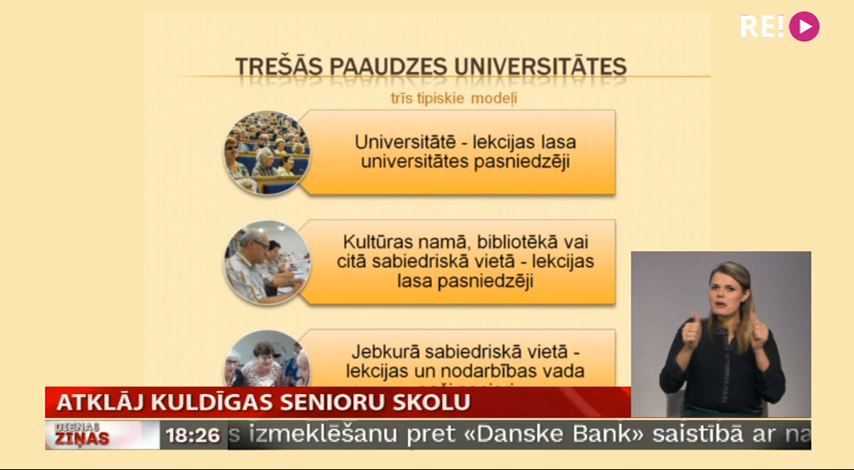 RE!
TREŠĀS PAAUDZES UNIVERSITĀTES
trīs tipiskie modeļi
Universitātē - lekcijas lasa
universitātes pasniedzēji
Kultūras namā, bibliotēkā vai
citā sabiedriskā vietā - lekcijas
lasa pasniedzēji
Jebkurā sabiedriskā vietā -
lekcijas un nodarbības vada
ATKLĀJ KULDĪGAS SENIORU SKOLU
DIENAS
ZIŅAS
18:26
s izmeklēšanu pret «Danske Bank» saistībā ar na